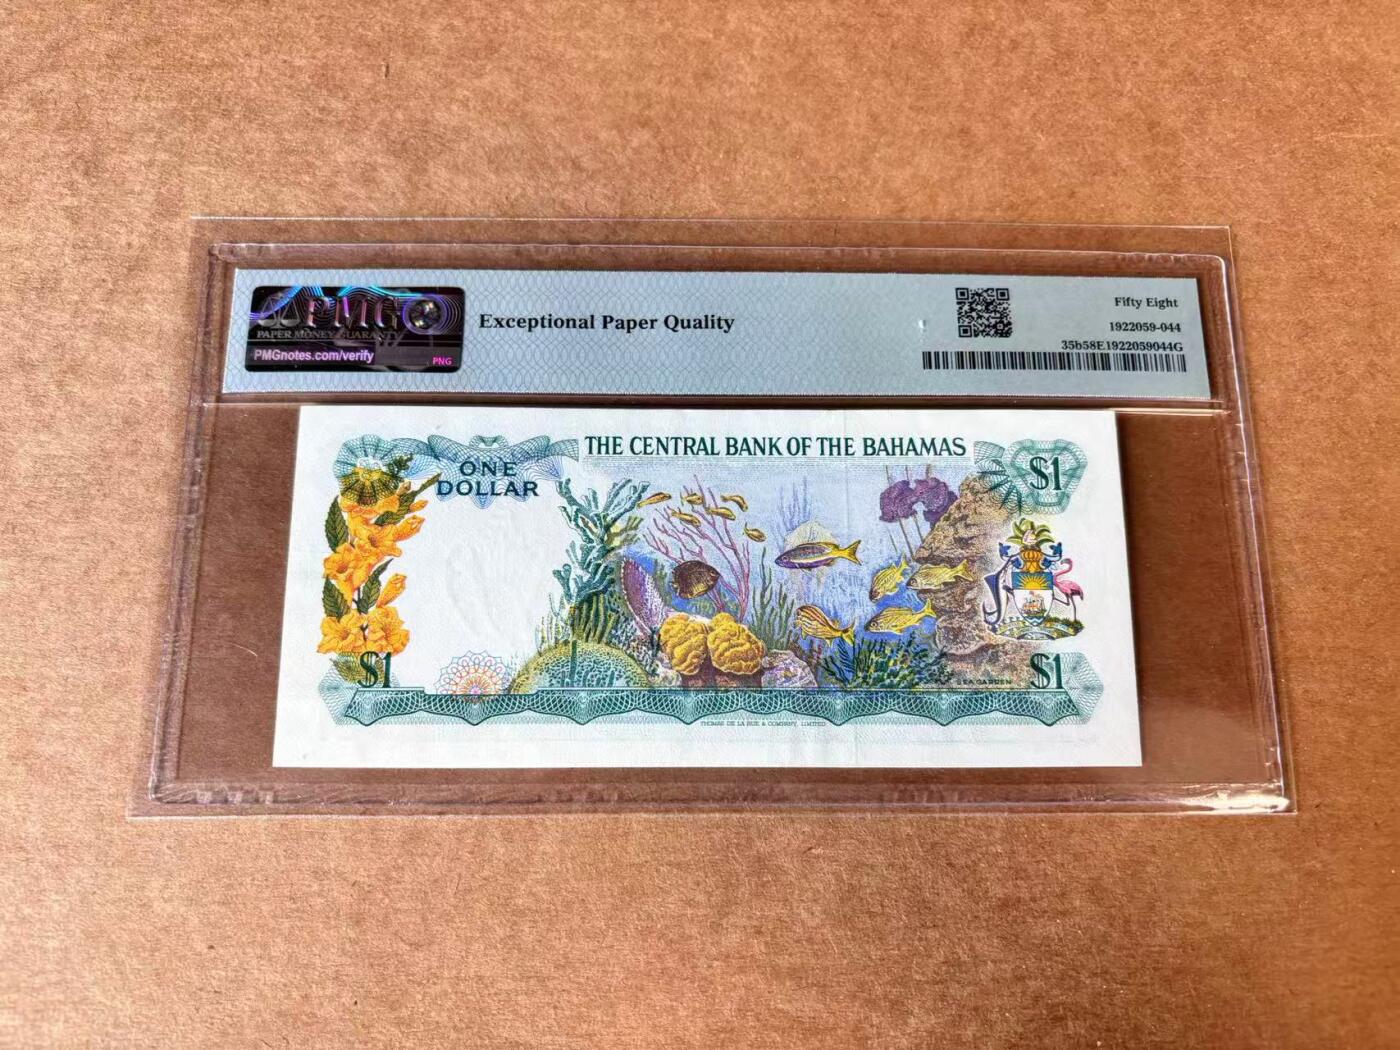 PMG
PAPER MONEY GUARANTY
PMGnotes.com/verify
PNG
Exceptional Paper Quality
Fifty Eight
1922059-044
35b58E1922059044G
THE CENTRAL BANK OF THE BAHAMAS
ONE
DOLLAR
$1
$1
SEA GARDEN
$1
THOMAS DE LA RUE & COMPANY, LIMITED